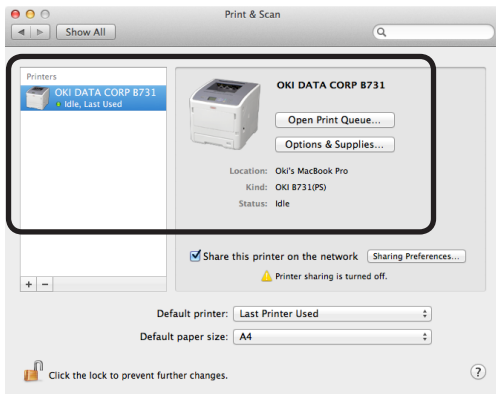 Print & Scan
Show All
Printers
OKI DATA CORP B731
Idle, Last Used
OKI DATA CORP B731
Open Print Queue...
Options & Supplies...
Location: Oki's MacBook Pro
Kind: OKI B731(PS)
Status: Idle
Share this printer on the network Sharing Preferences...
Printer sharing is turned off.
+ −
Default printer: Last Printer Used
Default paper size: A4
Click the lock to prevent further changes.
?